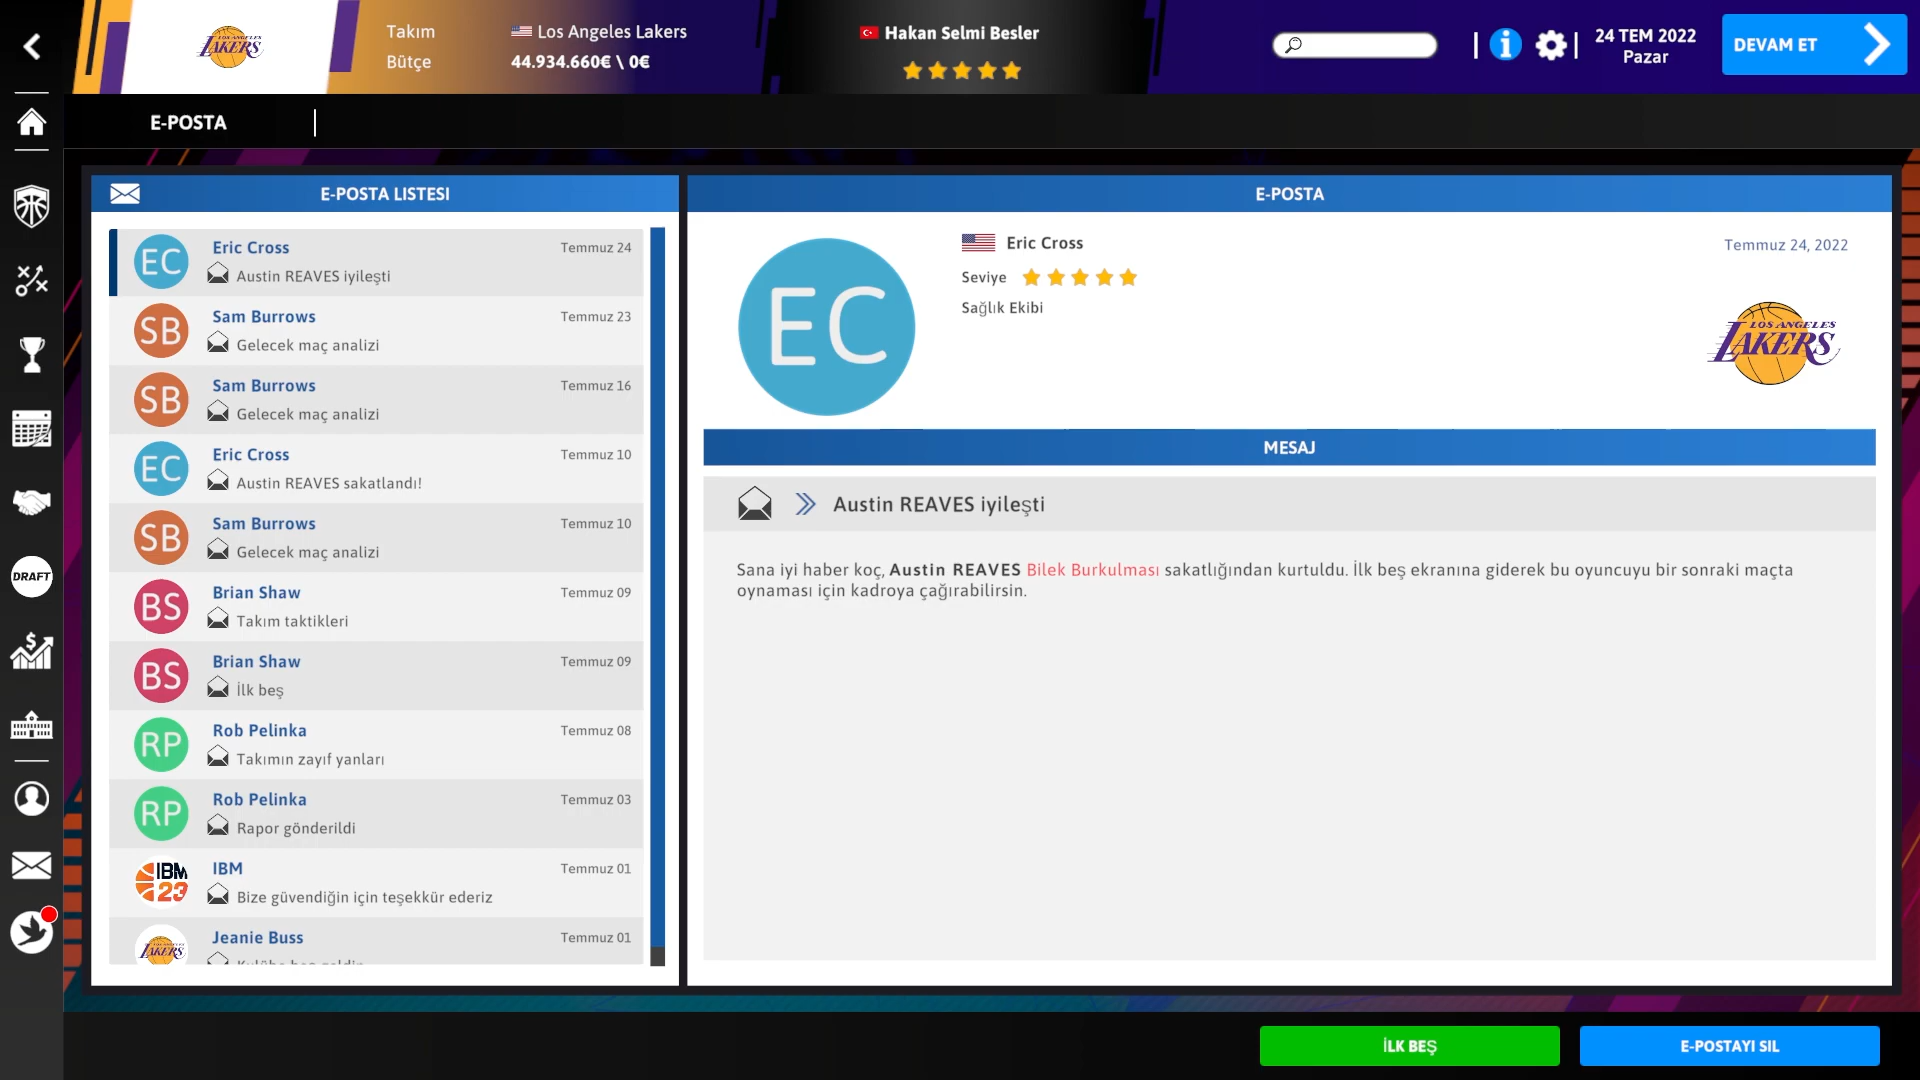 Takım
Los Angeles Lakers
Bütçe
44.934.660€ \ 0€
Hakan Selmi Besler
24 TEM 2022
Pazar
DEVAM ET
LOS ANGELES
LAKERS
E-POSTA
E-POSTA LISTESI
EC
Eric Cross
Temmuz 24
Austin REAVES iyileşti
SB
Sam Burrows
Temmuz 23
Gelecek maç analizi
SB
Sam Burrows
Temmuz 16
Gelecek maç analizi
EC
Eric Cross
Temmuz 10
Austin REAVES sakatlandı!
SB
Sam Burrows
Temmuz 10
Gelecek maç analizi
BS
Brian Shaw
Temmuz 09
Takım taktikleri
BS
Brian Shaw
Temmuz 09
İlk beş
RP
Rob Pelinka
Temmuz 08
Takımın zayıf yanları
RP
Rob Pelinka
Temmuz 03
Rapor gönderildi
IBM
23
IBM
Temmuz 01
Bize güvendiğin için teşekkür ederiz
LAKERS
Jeanie Buss
Temmuz 01
DRAFT
E-POSTA
EC
Eric Cross
Temmuz 24, 2022
Seviye
Sağlık Ekibi
LOS ANGELES
LAKERS
MESAJ
Austin REAVES iyileşti
Sana iyi haber koç, Austin REAVES Bilek Burkulması sakatlığından kurtuldu. İlk beş ekranına giderek bu oyuncuyu bir sonraki maçta
oynaması için kadroya çağırabilirsin.
İLK BEŞ
E-POSTAYI SIL